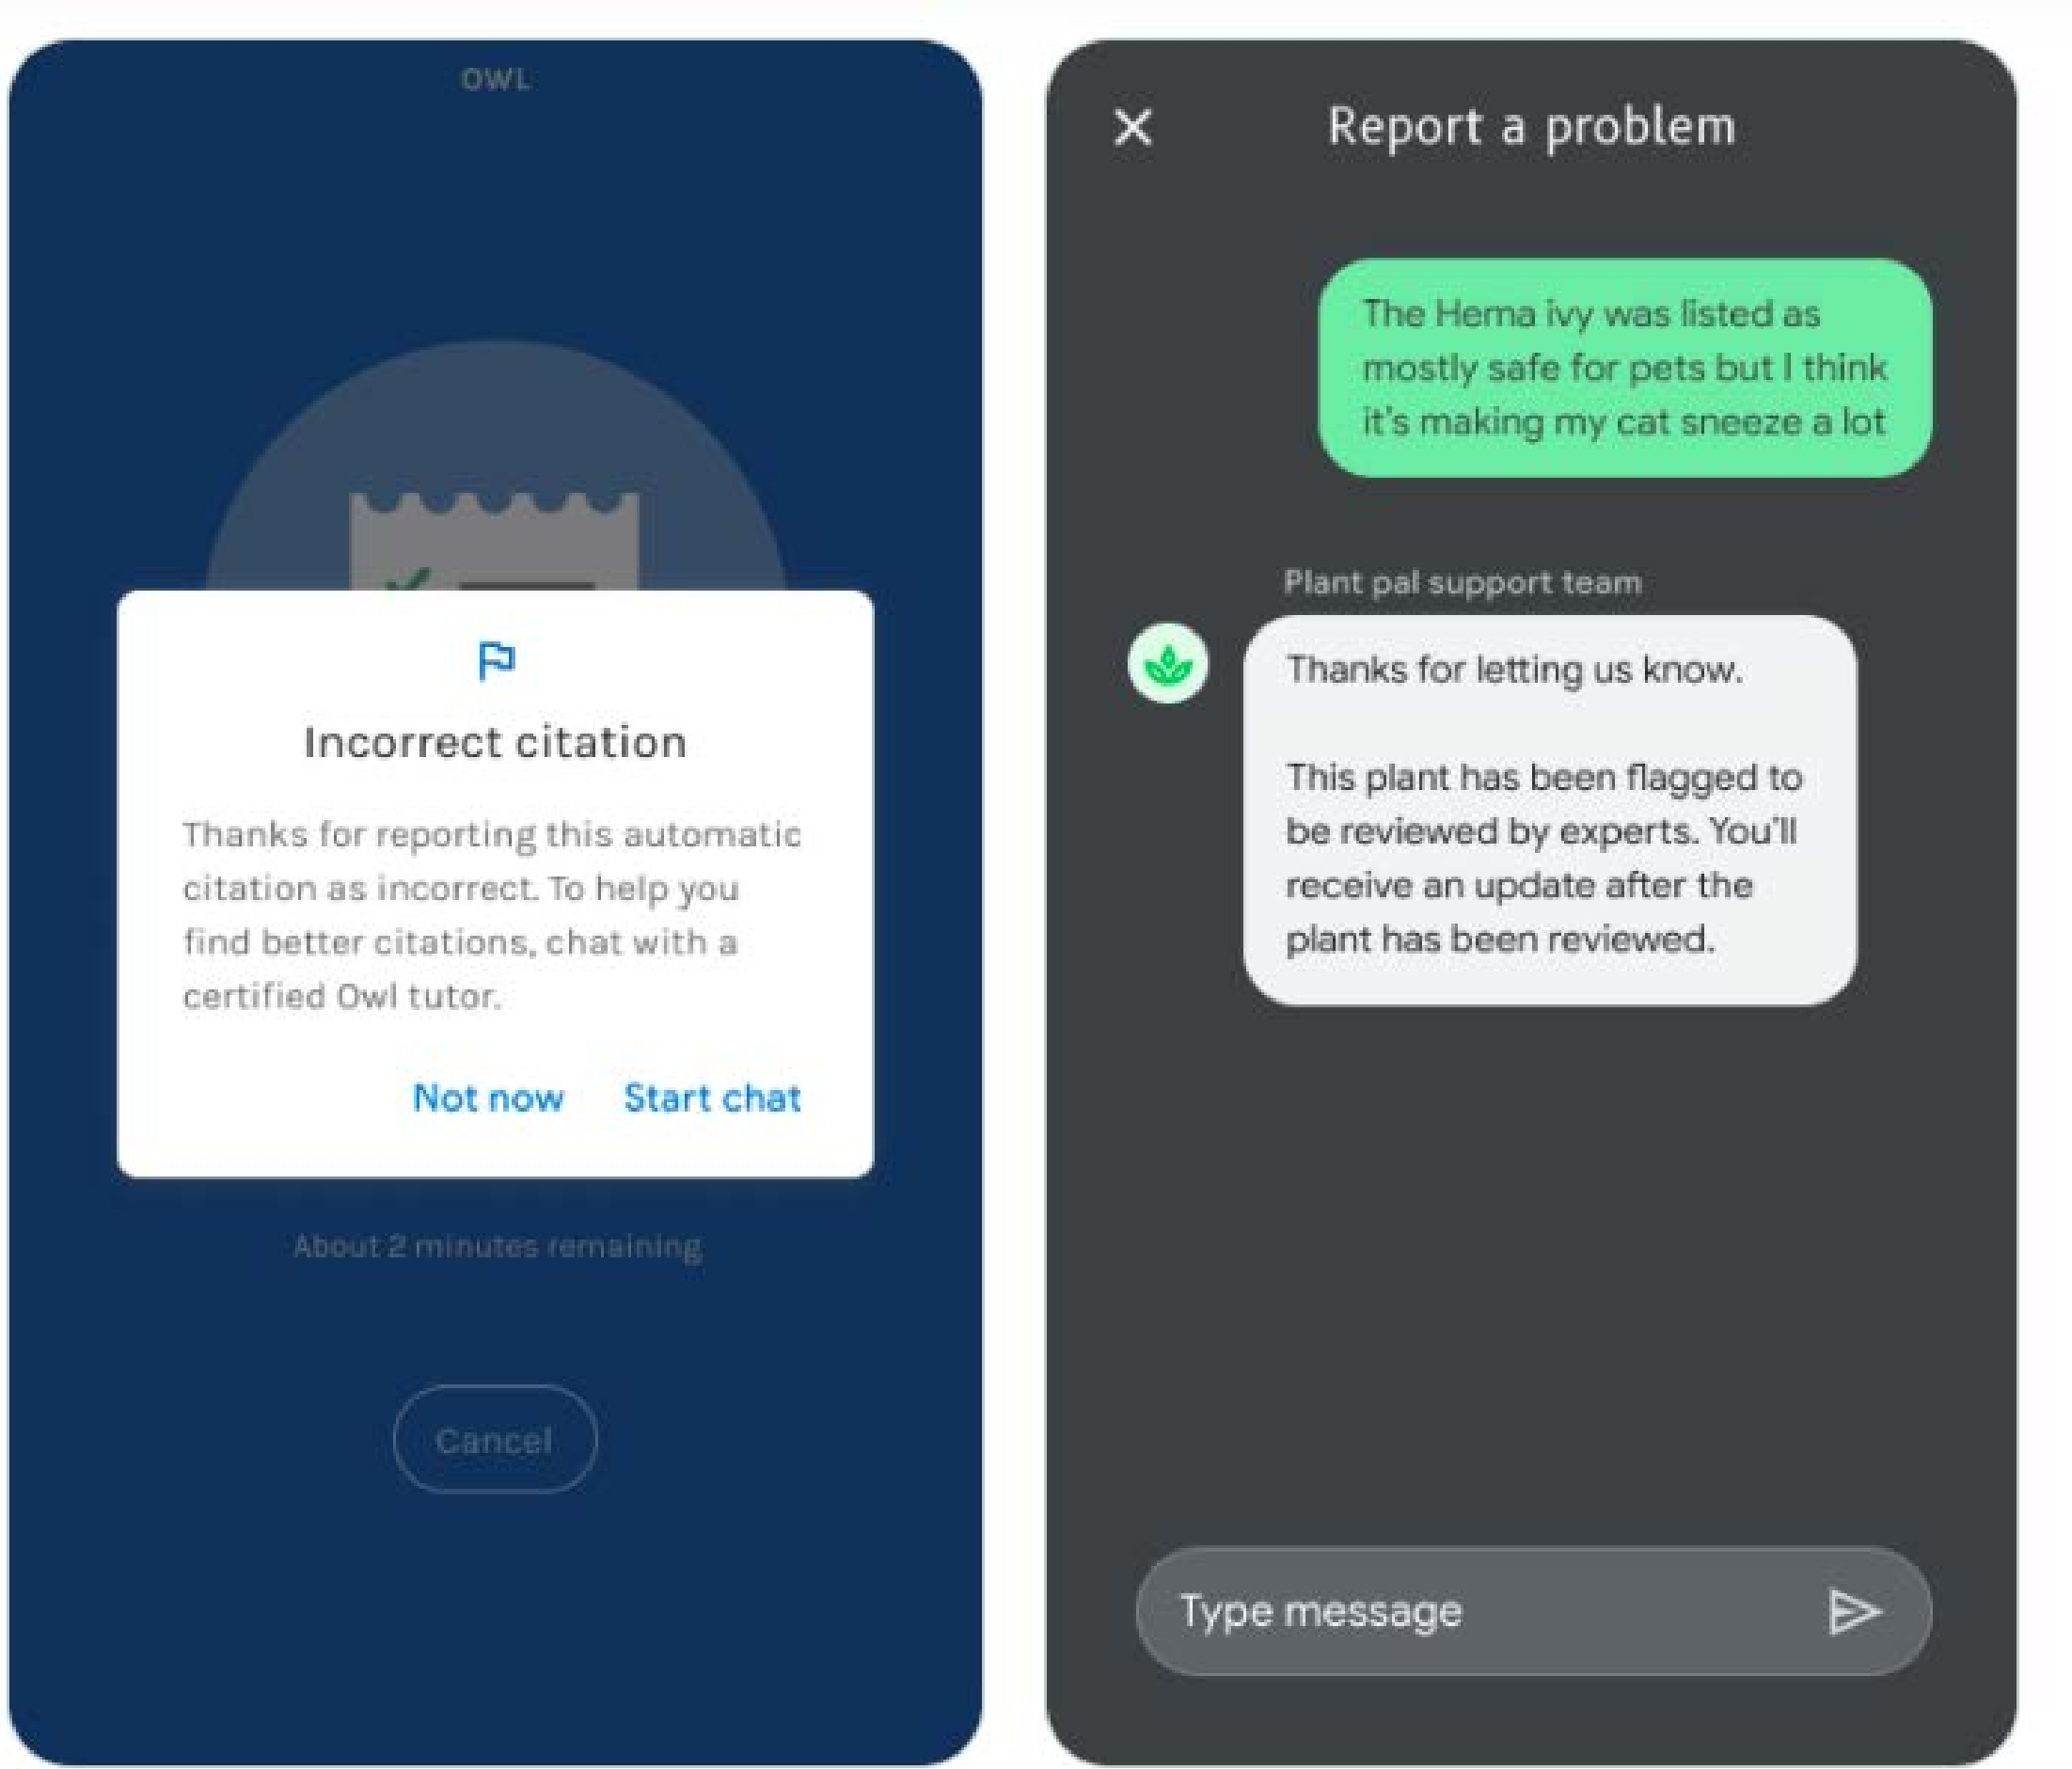 OWL
Incorrect citation
Thanks for reporting this automatic
citation as incorrect. To help you
find better citations, chat with a
certified Owl tutor.
Not now Start chat
About 2 minutes remaining
Cancel
Report a problem
The Hema ivy was listed as
mostly safe for pets but I think
it's making my cat sneeze a lot
Plant pal support team
Thanks for letting us know.
This plant has been flagged to
be reviewed by experts. You'll
receive an update after the
plant has been reviewed.
Type message